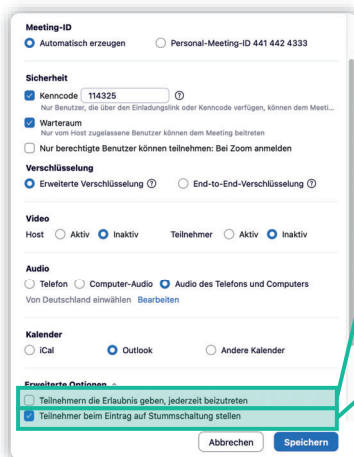 Meeting-ID
Automatisch erzeugen Personal-Meeting-ID 441 442 4333
Sicherheit
Kenncode 114325
Nur Benutzer, die über den Einladungslink oder Kenncode verfügen, können dem Meeti...
Warteraum
Nur vom Host zugelassene Benutzer können dem Meeting beitreten
Nur berechtigte Benutzer können teilnehmen: Bei Zoom anmelden
Verschlüsselung
Erweiterte Verschlüsselung ? End-to-End-Verschlüsselung ?
Video
Host Aktiv Inaktiv Teilnehmer Aktiv Inaktiv
Audio
Telefon Computer-Audio Audio des Telefons und Computers
Von Deutschland einwählen Bearbeiten
Kalender
iCal Outlook Andere Kalender
Erweiterte Optionen
Teilnehmern die Erlaubnis geben, jederzeit beizutreten
Teilnehmer beim Eintrag auf Stummschaltung stellen
Abbrechen Speichern